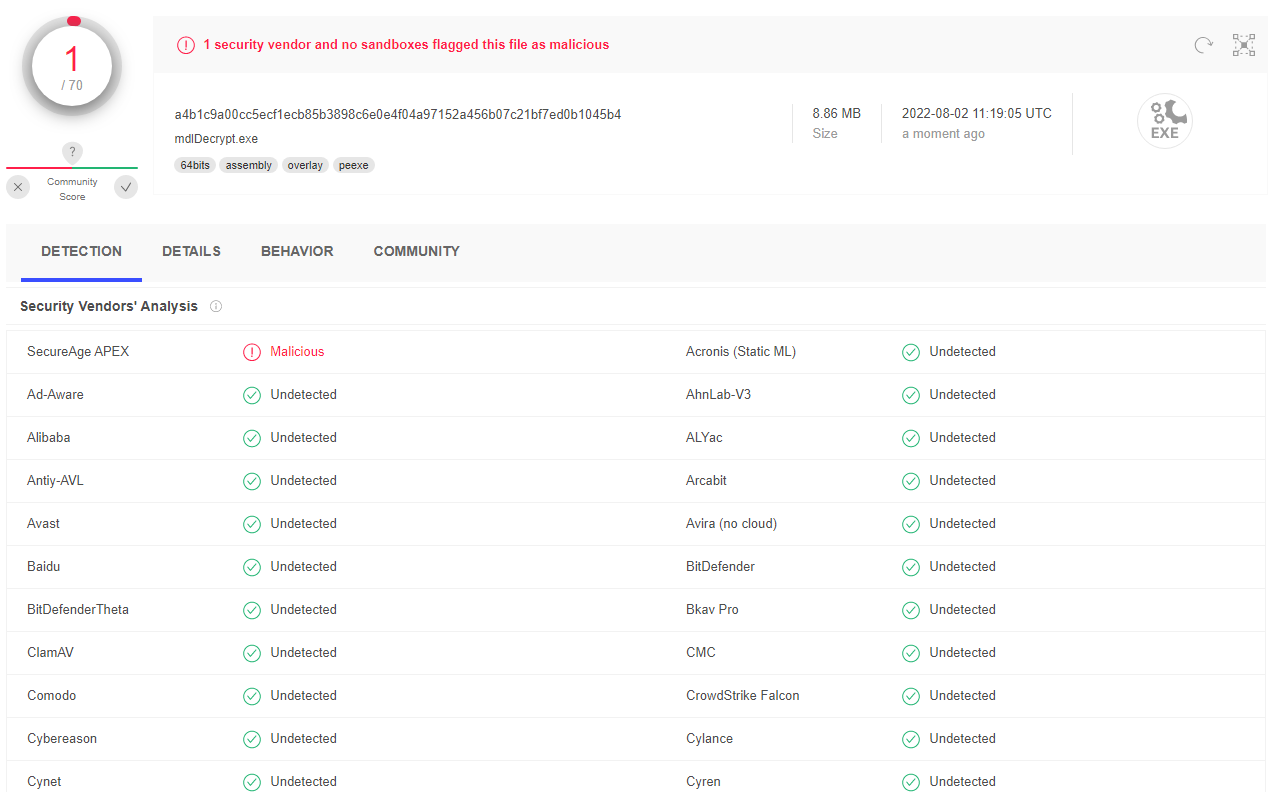 1
/ 70
1 security vendor and no sandboxes flagged this file as malicious
a4b1c9a00cc5ecf1ecb85b3898c6e0e4f04a97152a456b07c21bf7ed0b1045b4
mdlDecrypt.exe
64bits assembly overlay peexe
8.86 MB
Size
2022-08-02 11:19:05 UTC
a moment ago
EXE
?
Community
Score
DETECTION DETAILS BEHAVIOR COMMUNITY
Security Vendors' Analysis
SecureAge APEX Malicious Acronis (Static ML) Undetected
Ad-Aware Undetected AhnLab-V3 Undetected
Alibaba Undetected ALYac Undetected
Antiy-AVL Undetected Arcabit Undetected
Avast Undetected Avira (no cloud) Undetected
Baidu Undetected BitDefender Undetected
BitDefenderTheta Undetected Bkav Pro Undetected
ClamAV Undetected CMC Undetected
Comodo Undetected CrowdStrike Falcon Undetected
Cybereason Undetected Cylance Undetected
Cynet Undetected Cyren Undetected